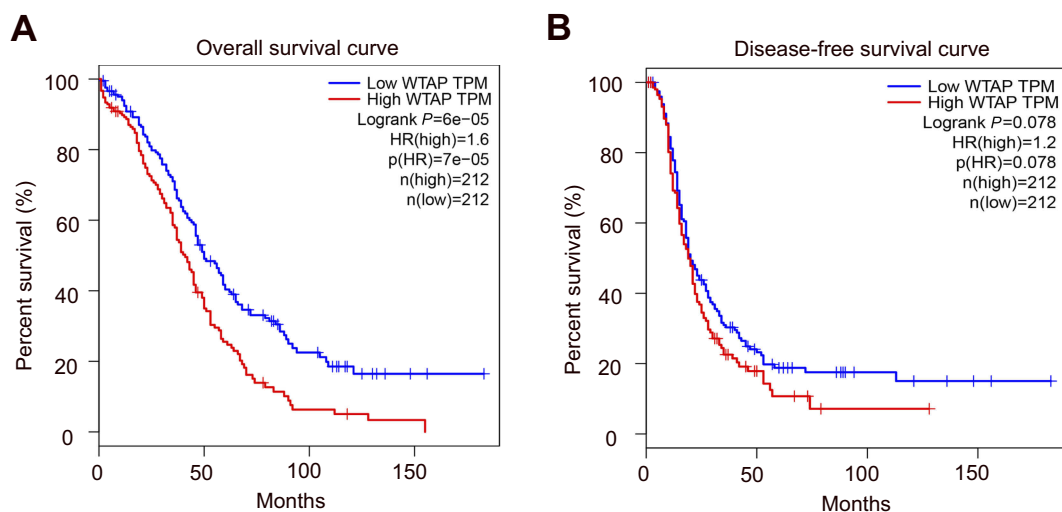 A
Overall survival curve
Percent survival (%)
100
80
60
40
20
0
Low WTAP TPM
High WTAP TPM
Logrank P=6e−05
HR(high)=1.6
p(HR)=7e−05
n(high)=212
n(low)=212
0 50 100 150
Months
B
Disease-free survival curve
Percent survival (%)
100
80
60
40
20
0
Low WTAP TPM
High WTAP TPM
Logrank P=0.078
HR(high)=1.2
p(HR)=0.078
n(high)=212
n(low)=212
0 50 100 150
Months